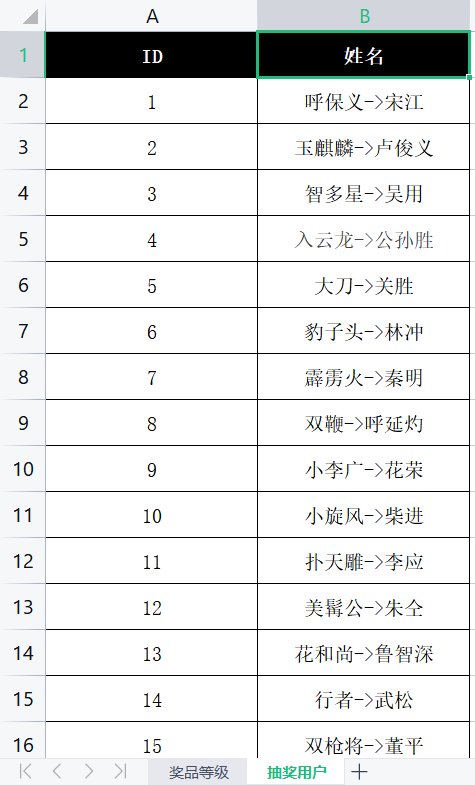 A B
1 ID 姓名
2 1 呼保义->宋江
3 2 玉麒麟->卢俊义
4 3 智多星->吴用
5 4 入云龙->公孙胜
6 5 大刀->关胜
7 6 豹子头->林冲
8 7 霹雳火->秦明
9 8 双鞭->呼延灼
10 9 小李广->花荣
11 10 小旋风->柴进
12 11 扑天雕->李应
13 12 美髯公->朱仝
14 13 花和尚->鲁智深
15 14 行者->武松
16 15 双枪将->董平
奖品等级 抽奖用户